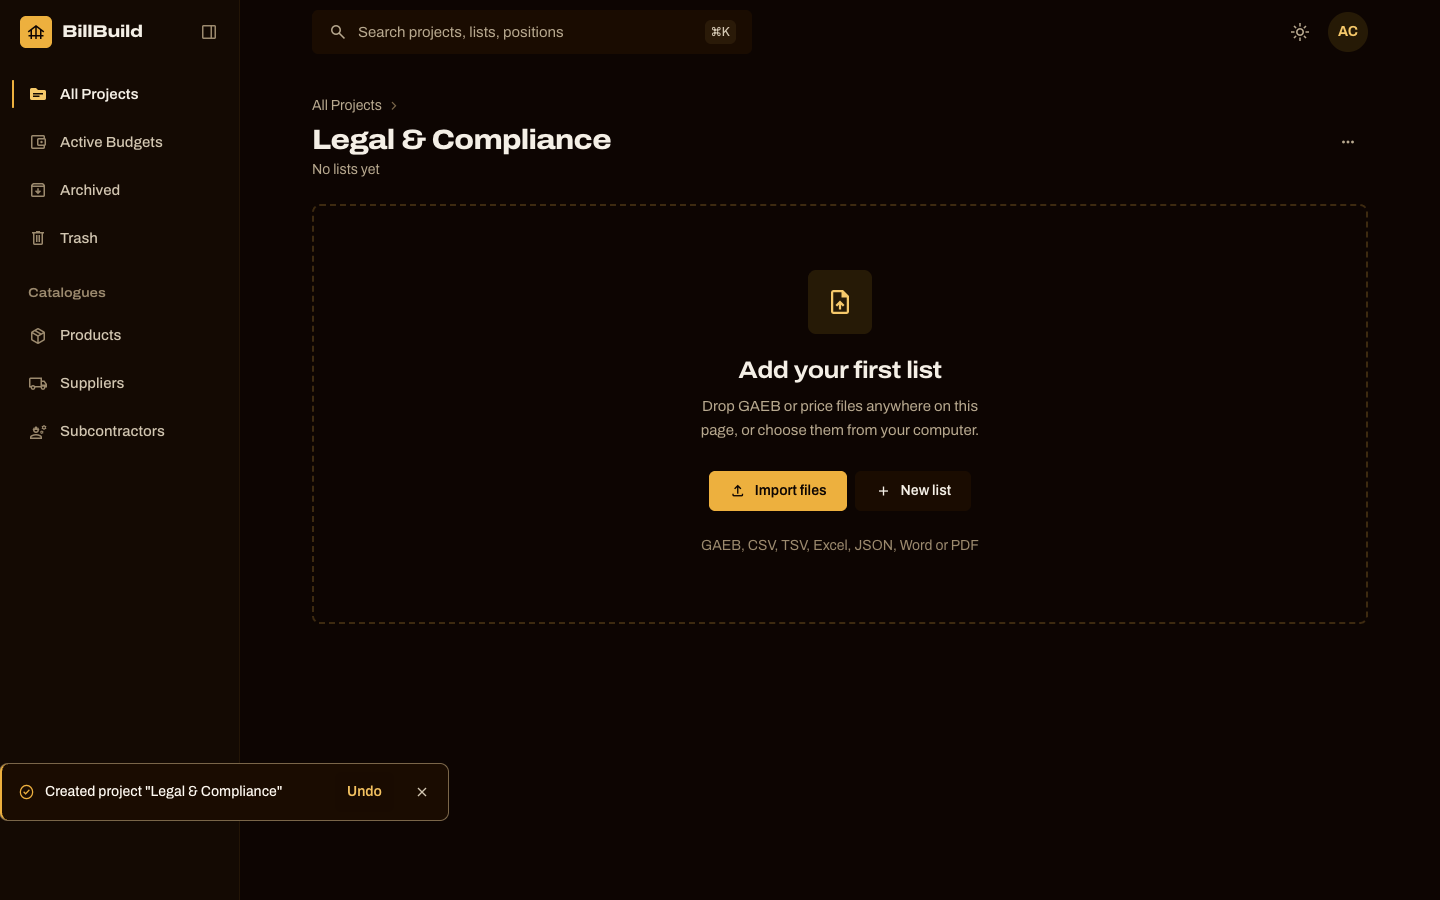 BillBuild
Search projects, lists, positions
⌘K
AC
All Projects
Active Budgets
Archived
Trash
Catalogues
Products
Suppliers
Subcontractors
All Projects
Legal & Compliance
No lists yet
Add your first list
Drop GAEB or price files anywhere on this
page, or choose them from your computer.
Import files
New list
GAEB, CSV, TSV, Excel, JSON, Word or PDF
Created project "Legal & Compliance"
Undo